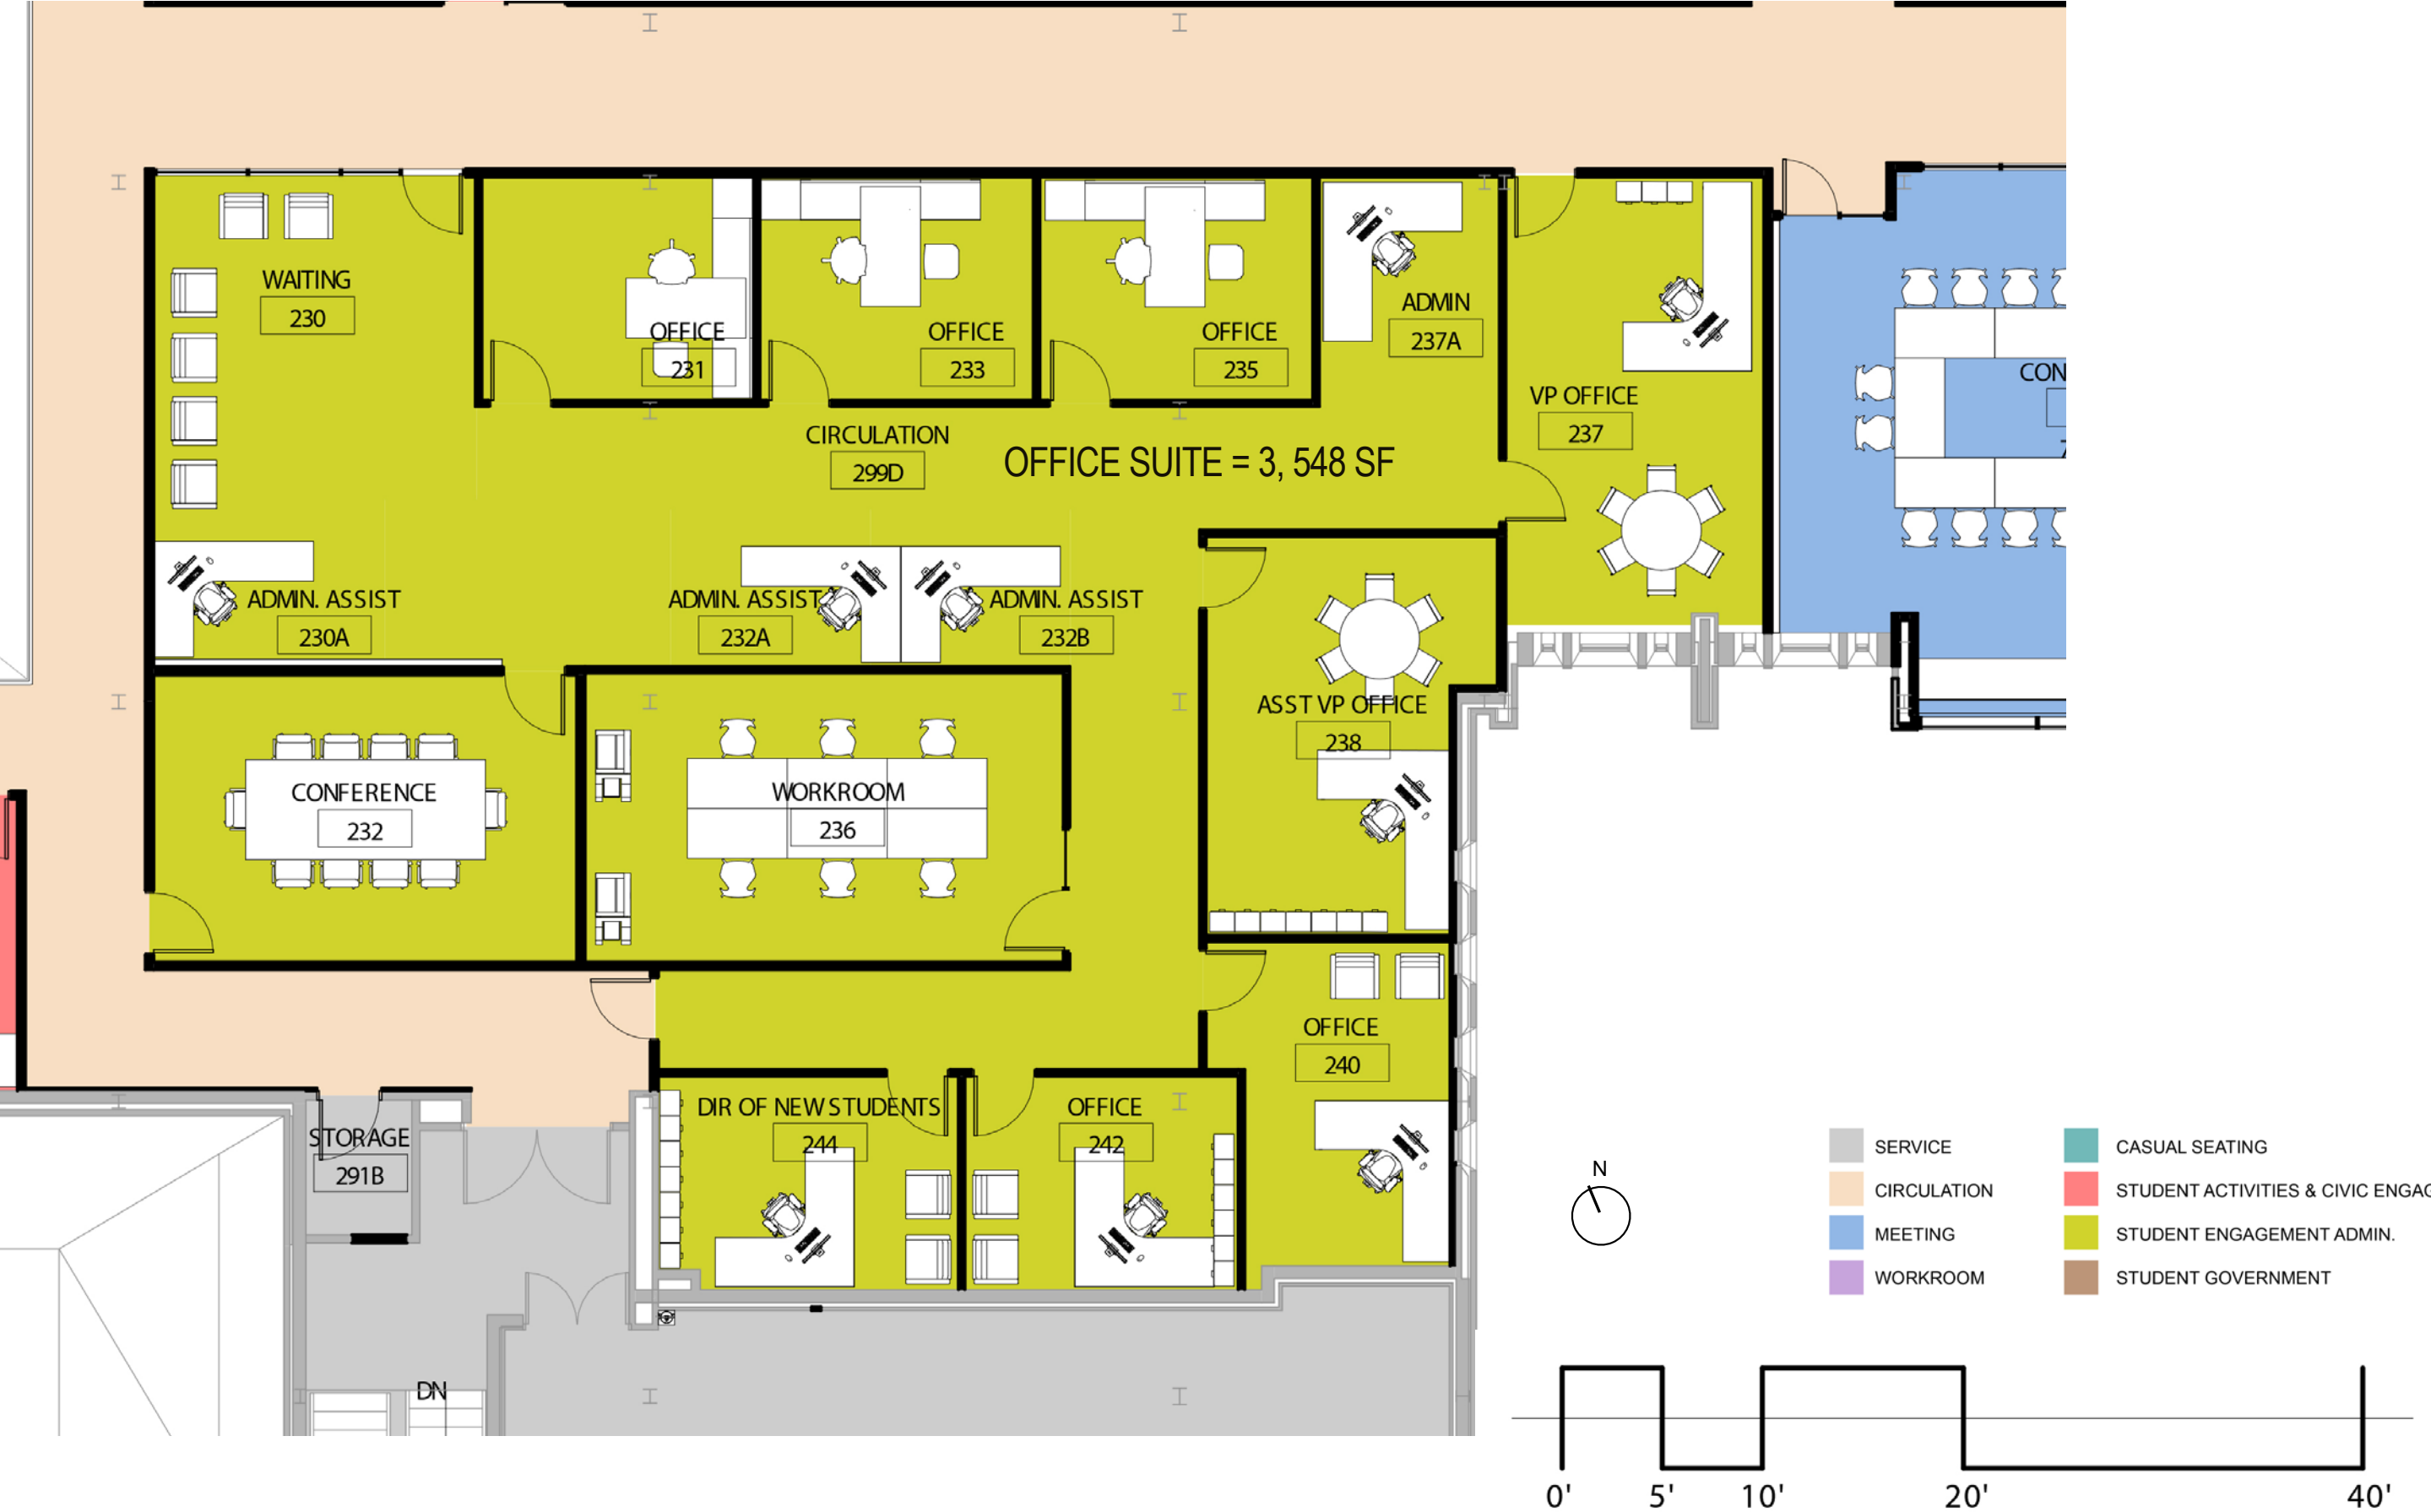 WAITING
230
OFFICE
231
OFFICE
233
OFFICE
235
ADMIN
237A
VP OFFICE
237
CON
CIRCULATION
299D
OFFICE SUITE = 3, 548 SF
ADMIN. ASSIST
230A
ADMIN. ASSIST
232A
ADMIN. ASSIST
232B
ASST VP OFFICE
238
CONFERENCE
232
WORKROOM
236
OFFICE
240
DIR OF NEW STUDENTS
244
OFFICE
242
STORAGE
291B
DN
N
SERVICE
CIRCULATION
MEETING
WORKROOM
CASUAL SEATING
STUDENT ACTIVITIES & CIVIC ENGAG
STUDENT ENGAGEMENT ADMIN.
STUDENT GOVERNMENT
0' 5' 10' 20' 40'